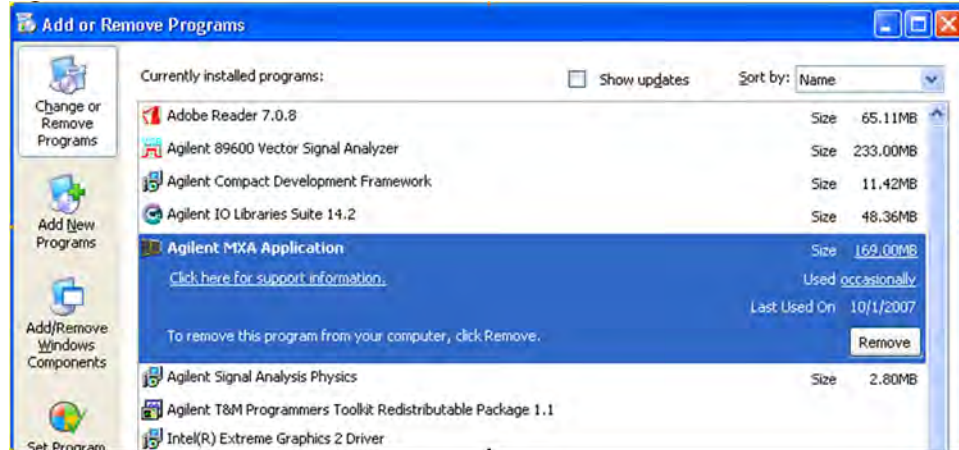 Add or Remove Programs
Currently installed programs:
Show updates
Sort by: Name
Change or
Remove
Programs
Adobe Reader 7.0.8 Size 65.11MB
Agilent 89600 Vector Signal Analyzer Size 233.00MB
Agilent Compact Development Framework Size 11.42MB
Add New
Programs
Agilent IO Libraries Suite 14.2 Size 48.36MB
Agilent MXA Application Size 169.00MB
Click here for support information. Used occasionally
Last Used On 10/1/2007
Add/Remove
Windows
Components
To remove this program from your computer, click Remove.
Remove
Agilent Signal Analysis Physics Size 2.80MB
Agilent T&M Programmers Toolkit Redistributable Package 1.1
Intel(R) Extreme Graphics 2 Driver
Set Program